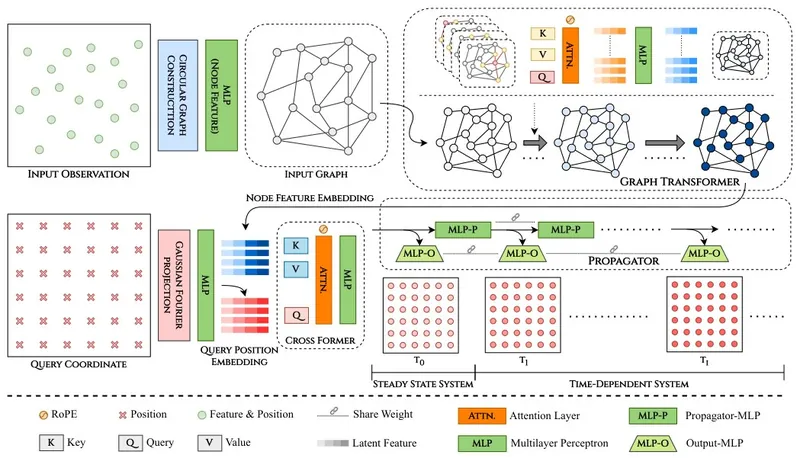 Circular Graph Constructtion
MLP (Node Feature)
Input Observation
Input Graph
K
V
Q
Attn.
MLP
Graph Transformer
Node Feature Embedding
Gaussian Fourier projection
MLP
K
V
Q
Attn.
MLP
Query Position Embedding
Cross Former
Query Coordinate
MLP-P
MLP-P
MLP-O
MLP-O
MLP-O
Propagator
T0
T1
T1
Steady State System
Time-Dependent System
RoPE
Position
Feature & Position
Share Weight
Attn.
Attention Layer
MLP-P
Propagator-MLP
K
Key
Q
Query
V
Value
Latent Feature
MLP
Multilayer Perceptron
MLP-O
Output-MLP